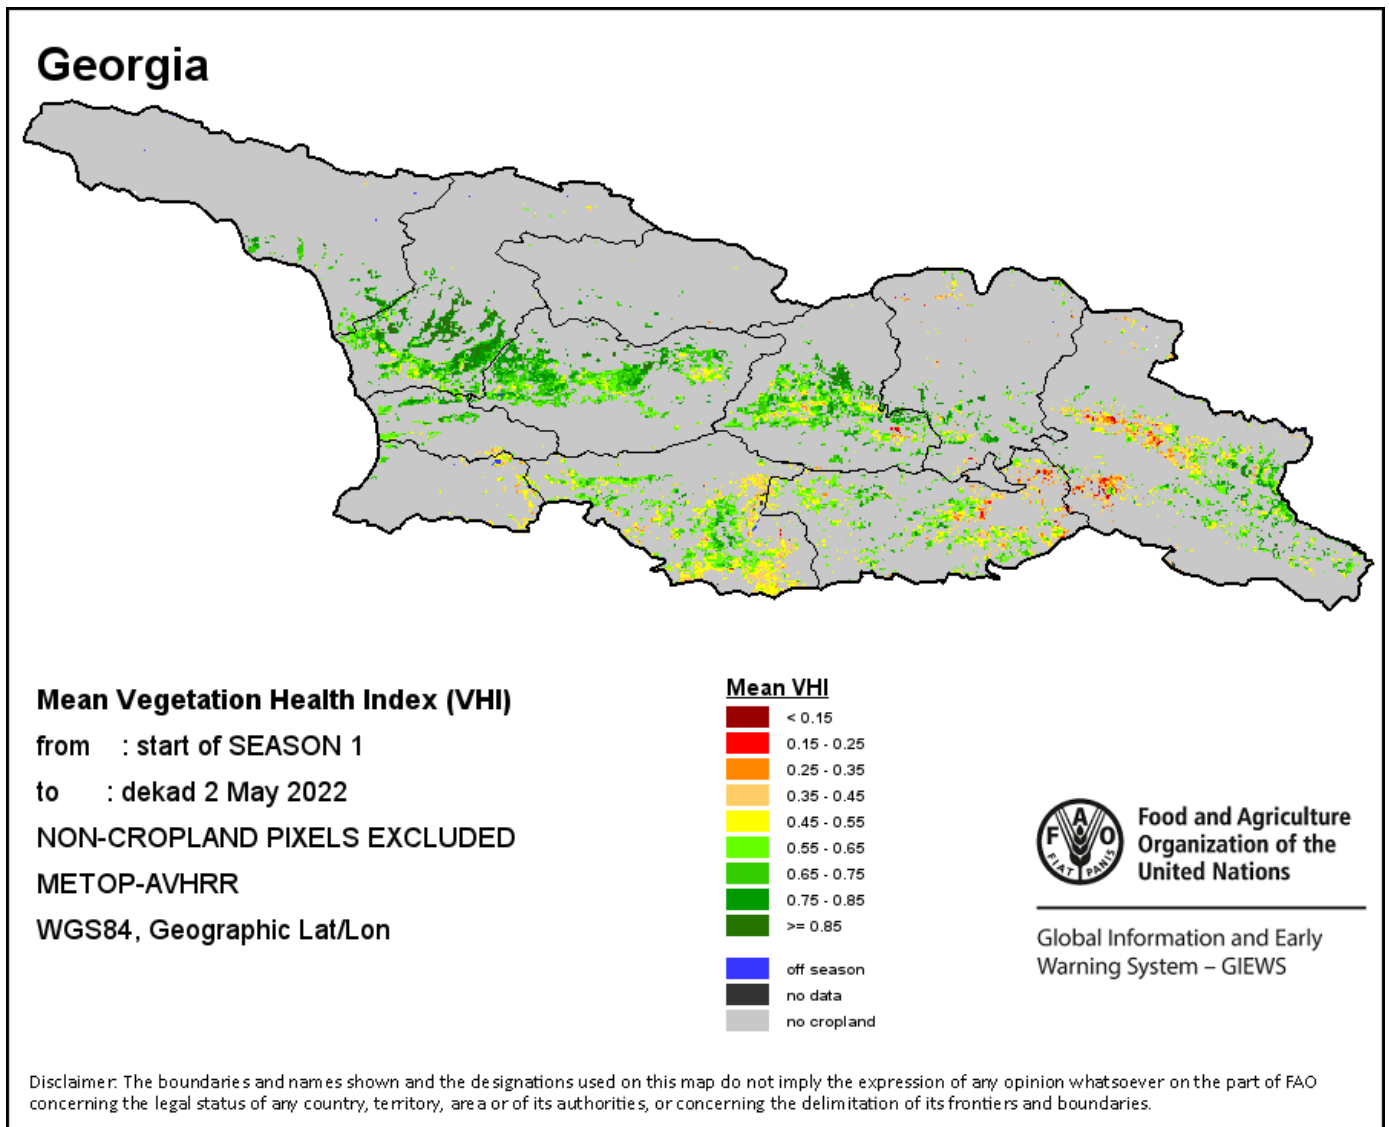 Georgia
Mean Vegetation Health Index (VHI)
from : start of SEASON 1
to : dekad 2 May 2022
NON-CROPLAND PIXELS EXCLUDED
METOP-AVHRR
WGS84, Geographic Lat/Lon
Mean VHI
< 0.15
0.15 - 0.25
0.25 - 0.35
0.35 - 0.45
0.45 - 0.55
0.55 - 0.65
0.65 - 0.75
0.75 - 0.85
>= 0.85
off season
no data
no cropland
F A O
FIAT PANIS
Food and Agriculture
Organization of the
United Nations
Global Information and Early
Warning System – GIEWS
Disclaimer: The boundaries and names shown and the designations used on this map do not imply the expression of any opinion whatsoever on the part of FAO
concerning the legal status of any country, territory, area or of its authorities, or concerning the delimitation of its frontiers and boundaries.